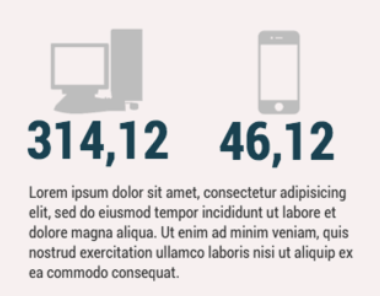 314,12 46,12
Lorem ipsum dolor sit amet, consectetur adipisicing
elit, sed do eiusmod tempor incididunt ut labore et
dolore magna aliqua. Ut enim ad minim veniam, quis
nostrud exercitation ullamco laboris nisi ut aliquip ex
ea commodo consequat.